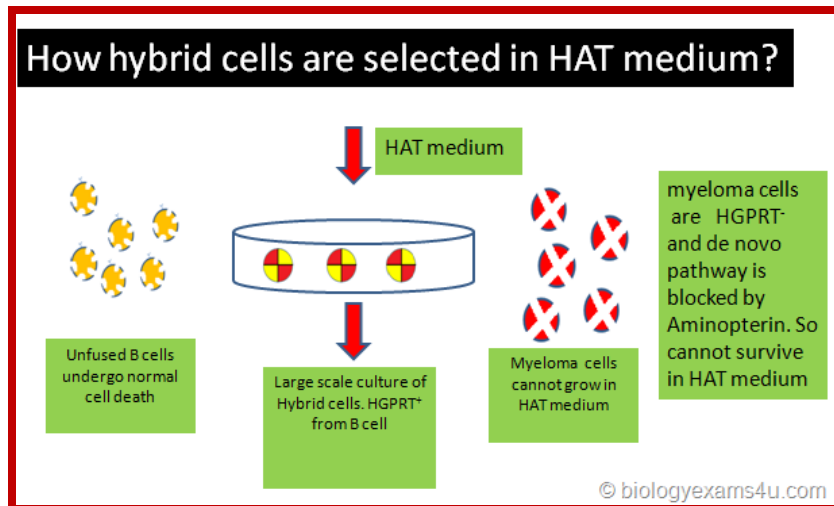 How hybrid cells are selected in HAT medium?
HAT medium
myeloma cells
are HGPRT⁻
and de novo
pathway is
blocked by
Aminopterin. So
cannot survive
in HAT medium
Unfused B cells
undergo normal
cell death
Large scale culture of
Hybrid cells. HGPRT⁺
from B cell
Myeloma cells
cannot grow in
HAT medium
© biologyexams4u.com